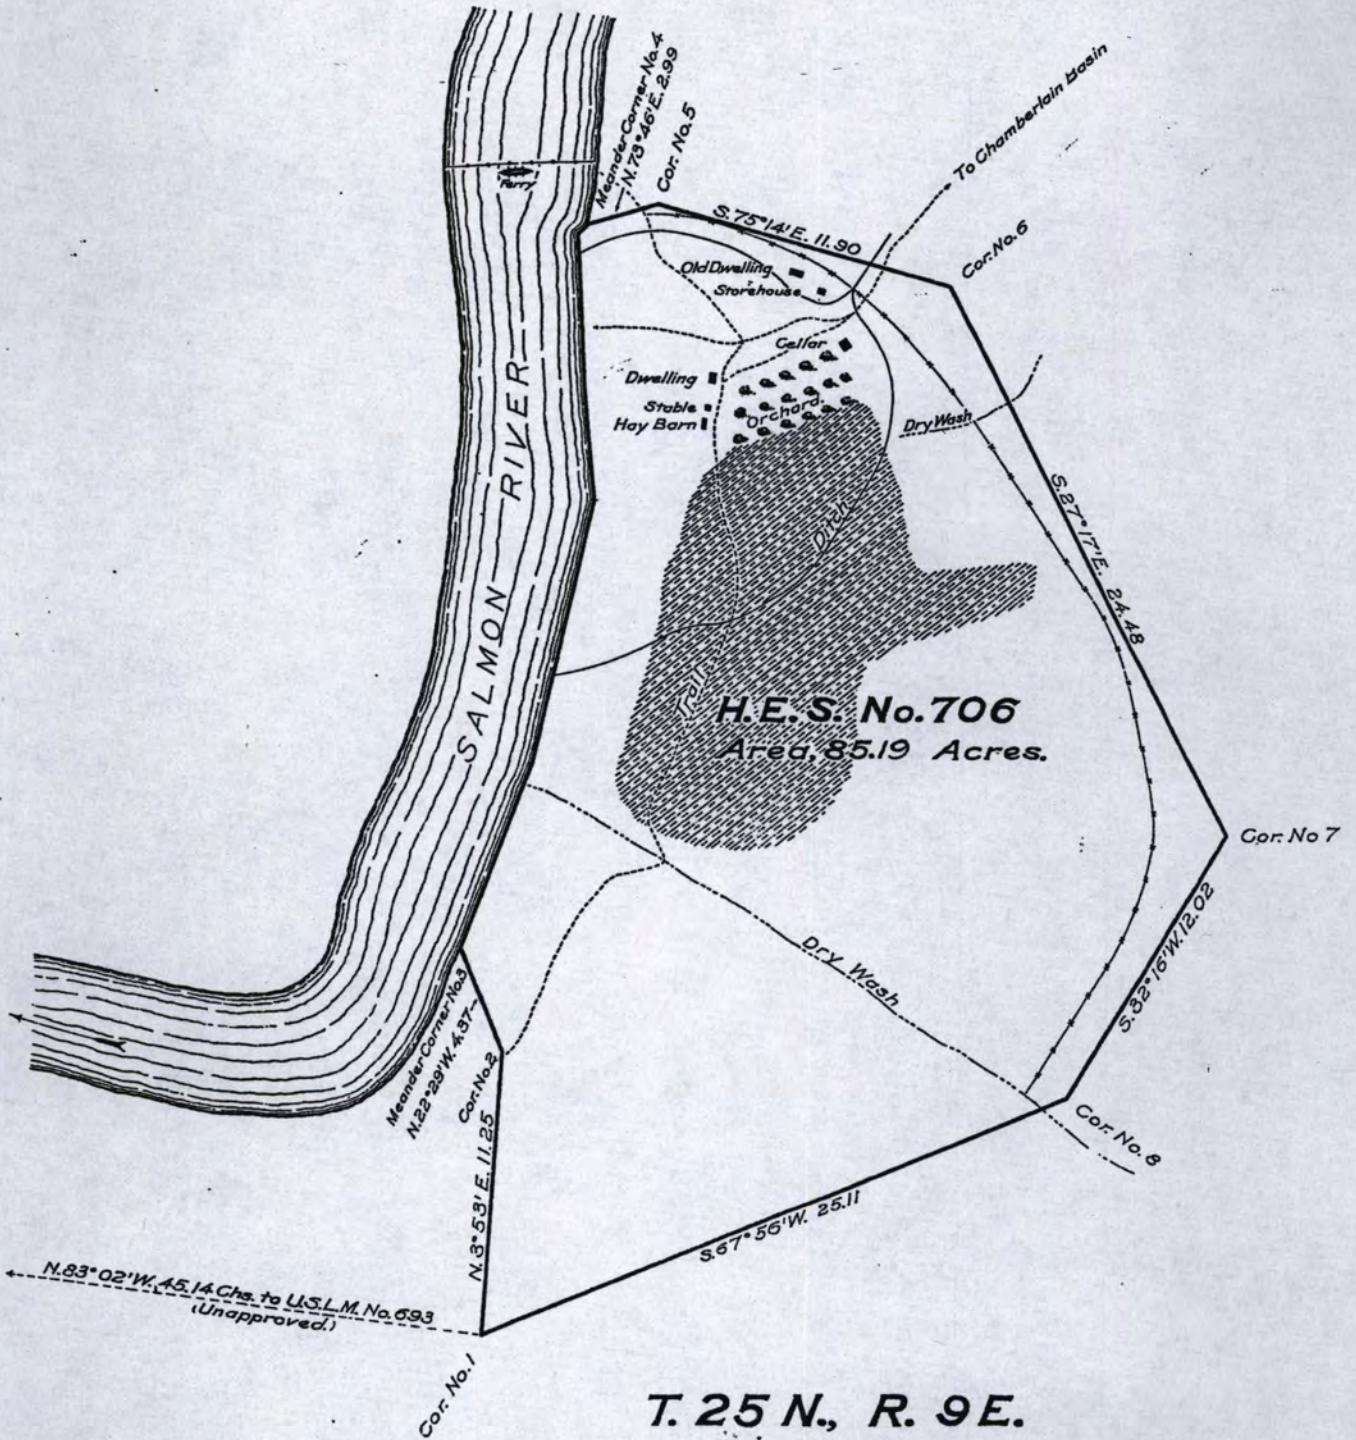 Meander Corner No. 4
N. 73° 46' E. 2.99
Cor. No. 5
To Chamberlain Basin
Ferry
S. 75° 14' E. 11.90
Cor. No. 6
Old Dwelling
Storehouse
Cellar
Dwelling
Stable
Hay Barn
Orchard.
Dry Wash
SALMON RIVER
S. 27° 17' E. 24.48
Ditch
Trail
H.E.S. No. 706
Area, 85.19 Acres.
Cor. No 7
Dry Wash
S. 32° 16' W. 12.02
Meander Corner No. 3
N. 22° 29' W. 4.37
Cor. No. 2
N. 3° 53' E. 11.25
Cor. No. 8
S. 67° 56' W. 25.11
N. 83° 02' W. 45.14 Chs. to U.S.L.M. No. 693
(Unapproved.)
Cor. No. 1
T. 25 N., R. 9 E.